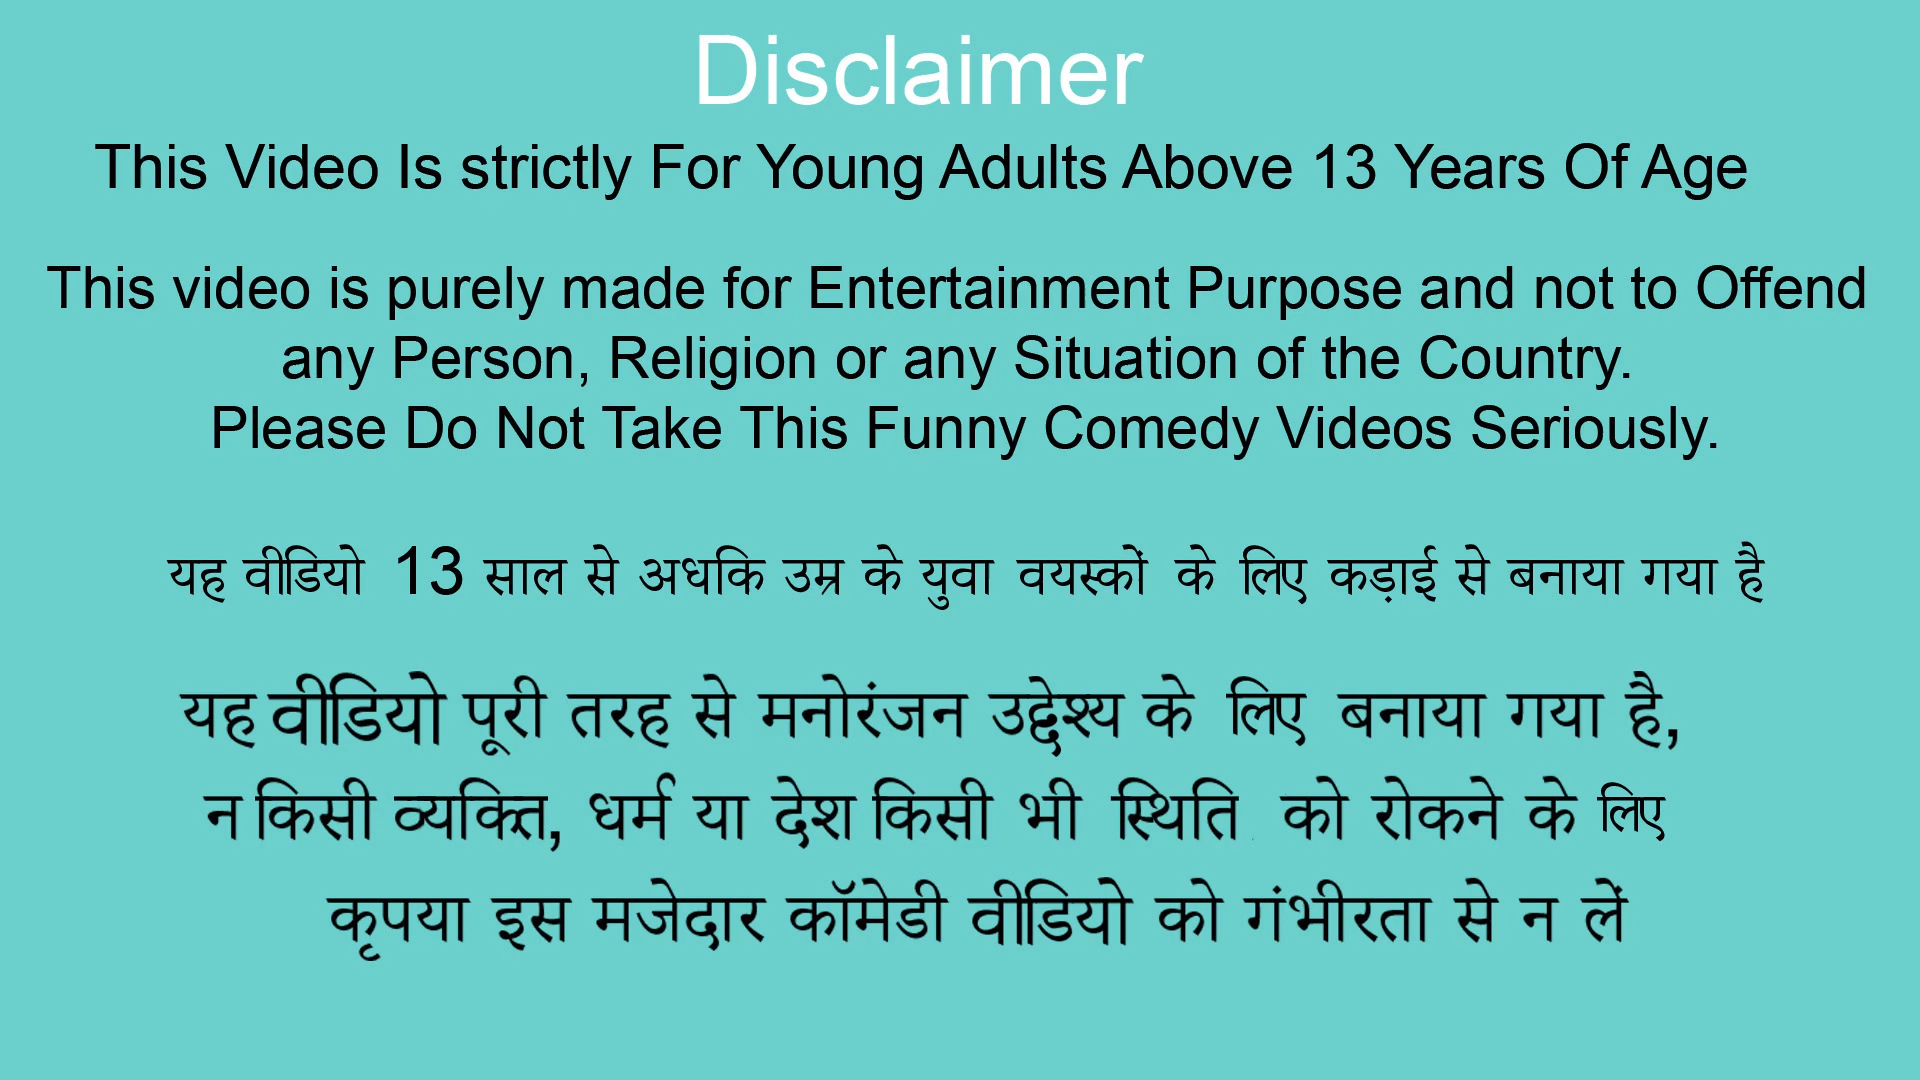 Disclaimer
This Video Is strictly For Young Adults Above 13 Years Of Age
This video is purely made for Entertainment Purpose and not to Offend
any Person, Religion or any Situation of the Country.
Please Do Not Take This Funny Comedy Videos Seriously.
यह वीडियो 13 साल से अधकि उम्र के युवा वयस्कों के लिए कड़ाई से बनाया गया है
यह वीडियो पूरी तरह से मनोरंजन उद्देश्य के लिए बनाया गया है,
न किसी व्यक्ति, धर्म या देश किसी भी स्थिति को रोकने के लिए
कृपया इस मजेदार कॉमेडी वीडियो को गंभीरता से न लें